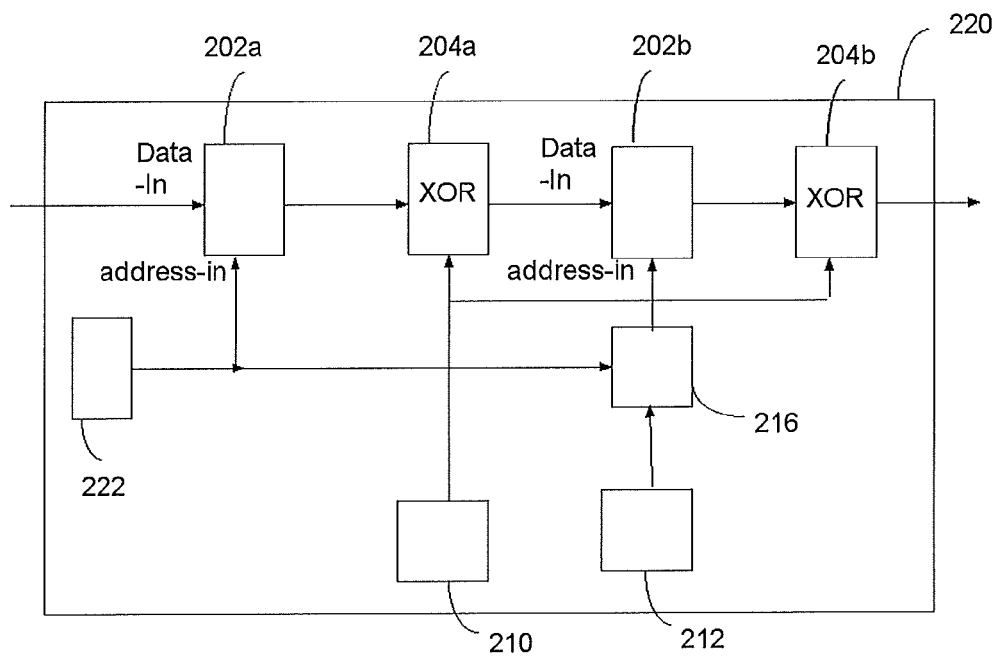 220
202a
204a
202b
204b
Data
-In
XOR
Data
-In
XOR
address-in
address-in
216
222
210
212